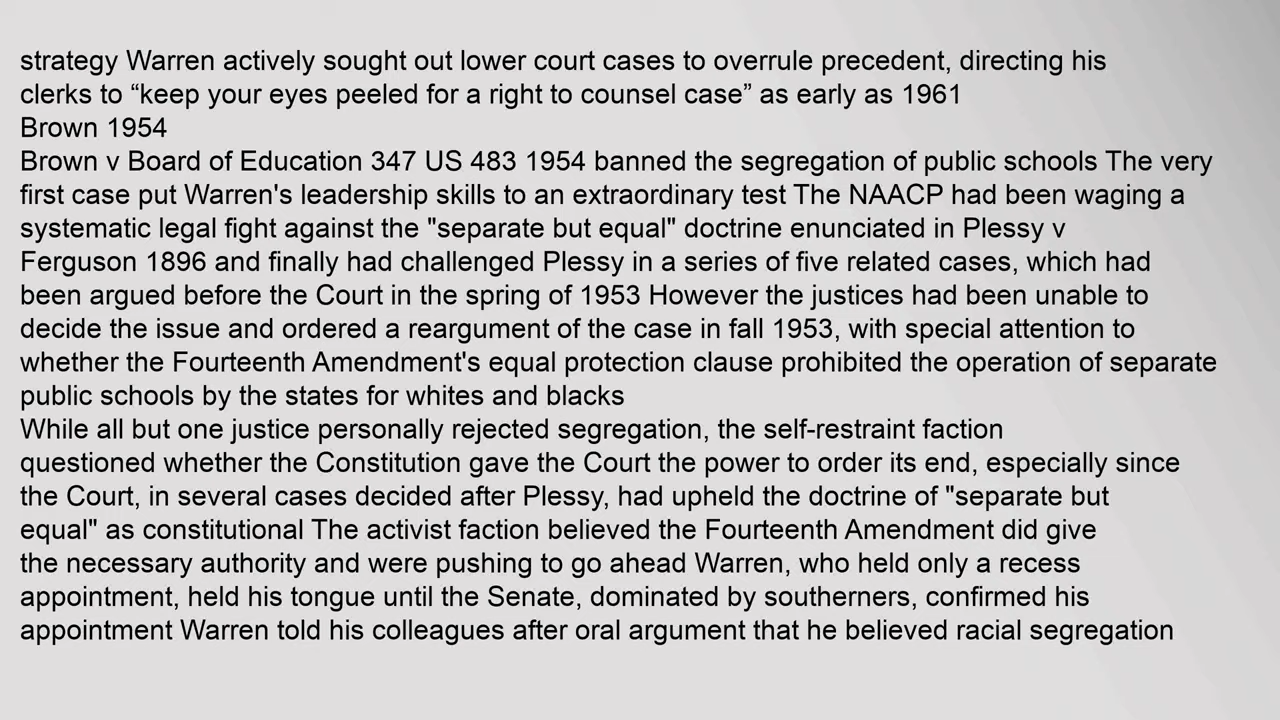 strategy Warren actively sought out lower court cases to overrule precedent, directing his
clerks to “keep your eyes peeled for a right to counsel case” as early as 1961
Brown 1954
Brown v Board of Education 347 US 483 1954 banned the segregation of public schools The very
first case put Warren's leadership skills to an extraordinary test The NAACP had been waging a
systematic legal fight against the "separate but equal" doctrine enunciated in Plessy v
Ferguson 1896 and finally had challenged Plessy in a series of five related cases, which had
been argued before the Court in the spring of 1953 However the justices had been unable to
decide the issue and ordered a reargument of the case in fall 1953, with special attention to
whether the Fourteenth Amendment's equal protection clause prohibited the operation of separate
public schools by the states for whites and blacks
While all but one justice personally rejected segregation, the self-restraint faction
questioned whether the Constitution gave the Court the power to order its end, especially since
the Court, in several cases decided after Plessy, had upheld the doctrine of "separate but
equal" as constitutional The activist faction believed the Fourteenth Amendment did give
the necessary authority and were pushing to go ahead Warren, who held only a recess
appointment, held his tongue until the Senate, dominated by southerners, confirmed his
appointment Warren told his colleagues after oral argument that he believed racial segregation